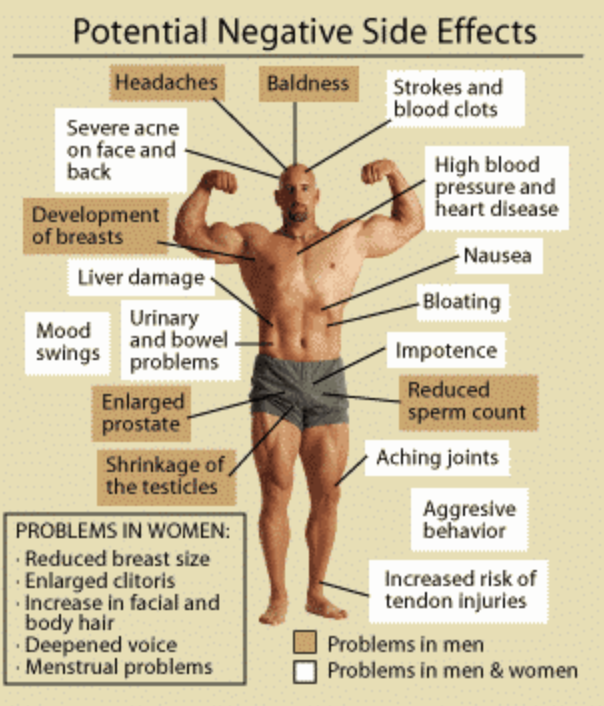 Potential Negative Side Effects
Headaches
Baldness
Strokes and
blood clots
Severe acne
on face and
back
High blood
pressure and
heart disease
Development
of breasts
Nausea
Liver damage
Bloating
Mood
swings
Urinary
and bowel
problems
Impotence
Enlarged
prostate
Reduced
sperm count
Shrinkage of
the testicles
Aching joints
Aggresive
behavior
PROBLEMS IN WOMEN:
· Reduced breast size
· Enlarged clitoris
· Increase in facial and
body hair
· Deepened voice
· Menstrual problems
Increased risk of
tendon injuries
Problems in men
Problems in men & women